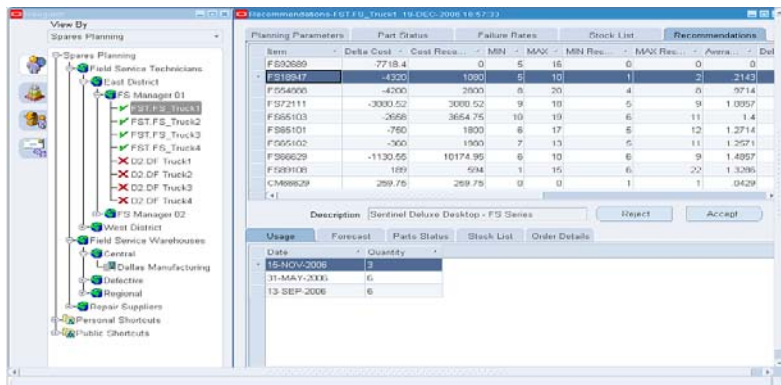 Recommendations-FST.FS_Truck1 19-DEC-2006 18:57:33
View By
Spares Planning
Spares Planning
Field Service Technicians
East District
FS Manager 01
FST.FS_Truck1
FST.FS_Truck2
FST.FS_Truck3
FST.FS_Truck4
D2.DF Truck1
D2.DF Truck2
D2.DF Truck3
D2.DF Truck4
FS Manager 02
West District
Field Service Warehouses
Central
Dallas Manufacturing
Defective
Regional
Repair Suppliers
Personal Shortcuts
Public Shortcuts
Planning Parameters Part Status Failure Rates Stock List Recommendations
Item Delta Cost Cost Reco... MIN MAX MIN Rec... MAX Rec... Avera... Del
-7718.4 0 5 16 0 0
FS18947 -4320 1080 5 10 1 2 .2143
FS54888 -4200 2800 8 20 4 8 .9714
FS72111 -3080.52 3080.52 9 18 5 9 1.0857
FS65103 -2658 3654.75 10 19 6 11 1.4
FS85101 -750 1800 6 17 5 12 1.2714
FS65102 -360 1980 7 13 5 11 1.2571
FS66629 -1130.55 10174.95 6 10 6 9 1.4857
FS89108 189 594 1 15 6 22 1.3286
CM66629 269.75 269.75 0 0 1 1 .0429
Description Sentinel Deluxe Desktop - FS Series Reject Accept
Usage Forecast Parts Status Stock List Order Details
Date Quantity
15-NOV-2006 3
31-MAY-2006 6
13-SEP-2006 6